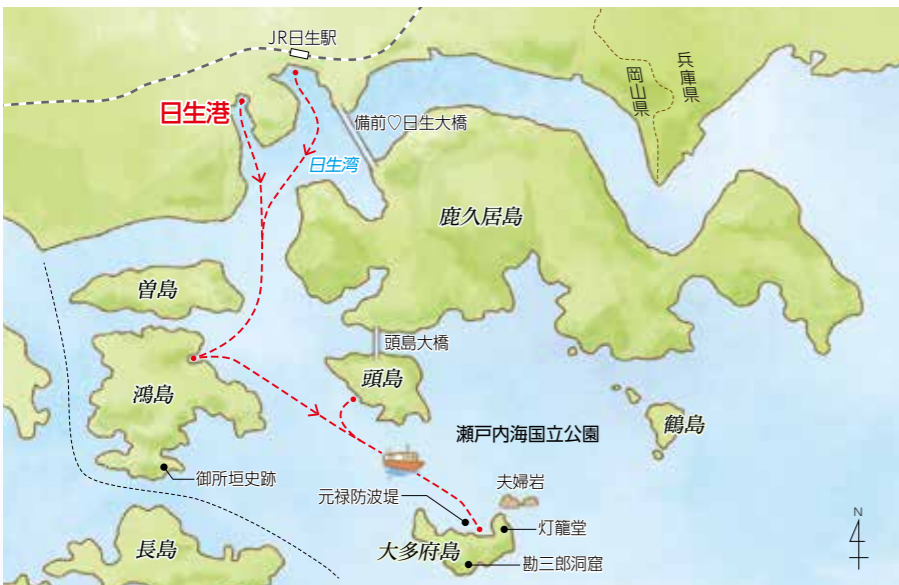 JR日生駅
日生港
兵庫県
岡山県
備前♡日生大橋
日生湾
鹿久居島
曽島
頭島大橋
鴻島
頭島
鶴島
瀬戸内海国立公園
御所垣史跡
夫婦岩
元禄防波堤
灯籠堂
長島
大多府島
勘三郎洞窟
N
4